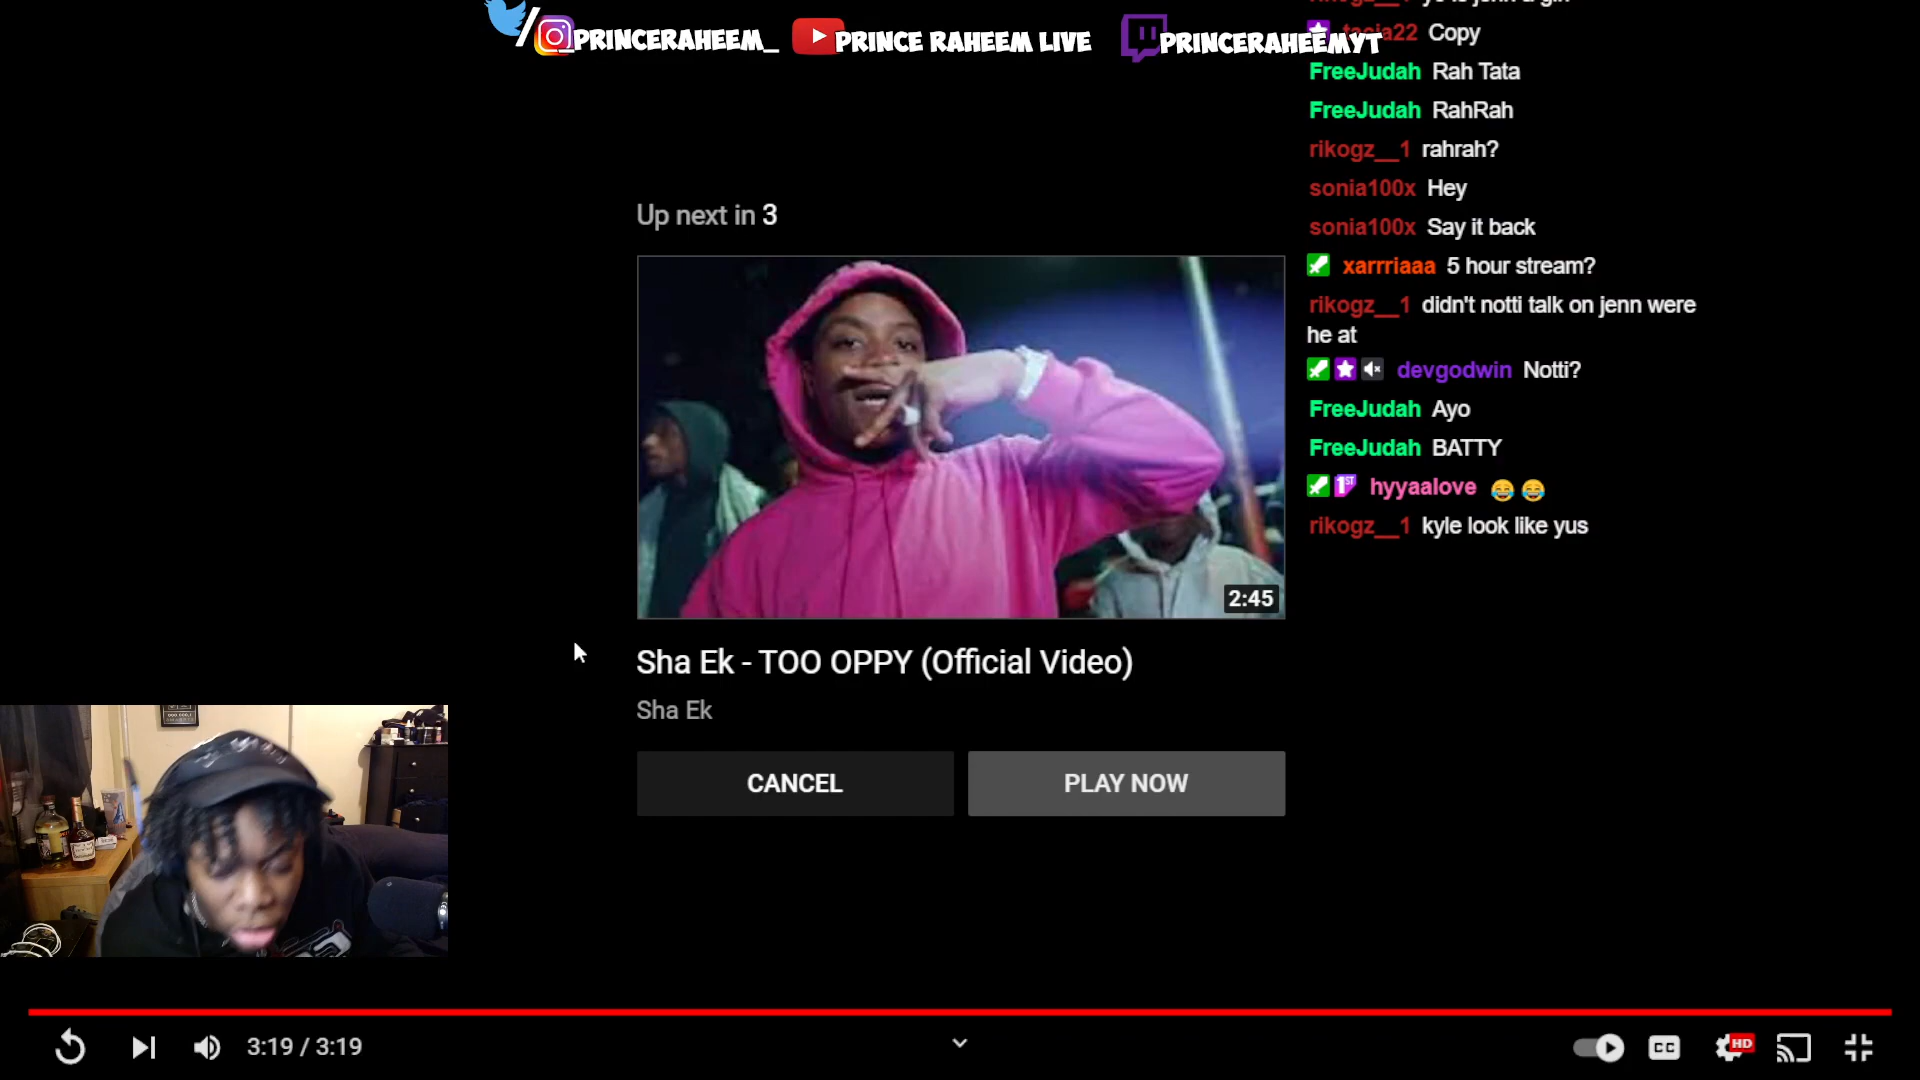 _PRINCERAHEEM_ PRINCE RAHEEM LIVE PRINCERAHEEMYT
Copy
FreeJudah Rah Tata
FreeJudah RahRah
rikogz__1 rahrah?
sonia100x Hey
sonia100x Say it back
xarrriaaa 5 hour stream?
rikogz__1 didn't notti talk on jenn were
he at
devgodwin Notti?
FreeJudah Ayo
FreeJudah BATTY
1ST hyyaalove 😂 😂
rikogz__1 kyle look like yus
Up next in 3
2:45
Sha Ek - TOO OPPY (Official Video)
Sha Ek
CANCEL
PLAY NOW
3:19 / 3:19
CC
HD